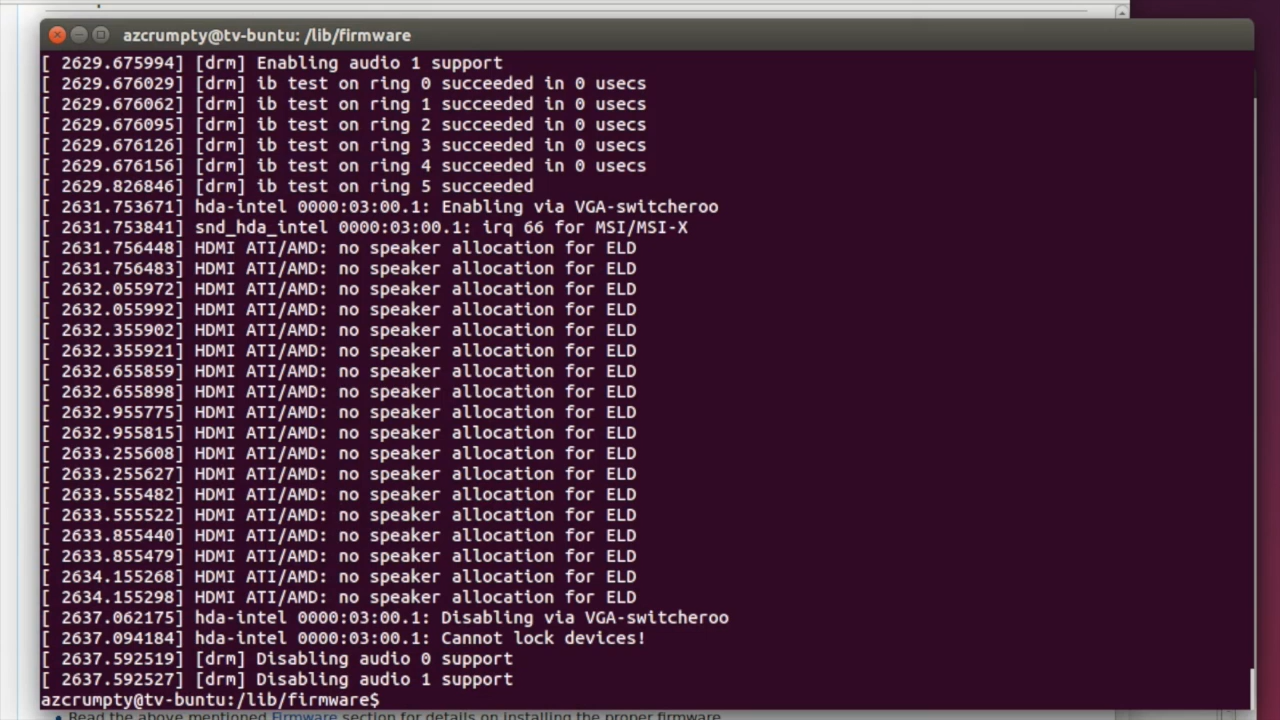 azcrumpty@tv-buntu: /lib/firmware
[ 2629.675994] [drm] Enabling audio 1 support
[ 2629.676029] [drm] ib test on ring 0 succeeded in 0 usecs
[ 2629.676062] [drm] ib test on ring 1 succeeded in 0 usecs
[ 2629.676095] [drm] ib test on ring 2 succeeded in 0 usecs
[ 2629.676126] [drm] ib test on ring 3 succeeded in 0 usecs
[ 2629.676156] [drm] ib test on ring 4 succeeded in 0 usecs
[ 2629.826846] [drm] ib test on ring 5 succeeded
[ 2631.753671] hda-intel 0000:03:00.1: Enabling via VGA-switcheroo
[ 2631.753841] snd_hda_intel 0000:03:00.1: irq 66 for MSI/MSI-X
[ 2631.756448] HDMI ATI/AMD: no speaker allocation for ELD
[ 2631.756483] HDMI ATI/AMD: no speaker allocation for ELD
[ 2632.055972] HDMI ATI/AMD: no speaker allocation for ELD
[ 2632.055992] HDMI ATI/AMD: no speaker allocation for ELD
[ 2632.355902] HDMI ATI/AMD: no speaker allocation for ELD
[ 2632.355921] HDMI ATI/AMD: no speaker allocation for ELD
[ 2632.655859] HDMI ATI/AMD: no speaker allocation for ELD
[ 2632.655898] HDMI ATI/AMD: no speaker allocation for ELD
[ 2632.955775] HDMI ATI/AMD: no speaker allocation for ELD
[ 2632.955815] HDMI ATI/AMD: no speaker allocation for ELD
[ 2633.255608] HDMI ATI/AMD: no speaker allocation for ELD
[ 2633.255627] HDMI ATI/AMD: no speaker allocation for ELD
[ 2633.555482] HDMI ATI/AMD: no speaker allocation for ELD
[ 2633.555522] HDMI ATI/AMD: no speaker allocation for ELD
[ 2633.855440] HDMI ATI/AMD: no speaker allocation for ELD
[ 2633.855479] HDMI ATI/AMD: no speaker allocation for ELD
[ 2634.155268] HDMI ATI/AMD: no speaker allocation for ELD
[ 2634.155298] HDMI ATI/AMD: no speaker allocation for ELD
[ 2637.062175] hda-intel 0000:03:00.1: Disabling via VGA-switcheroo
[ 2637.094184] hda-intel 0000:03:00.1: Cannot lock devices!
[ 2637.592519] [drm] Disabling audio 0 support
[ 2637.592527] [drm] Disabling audio 1 support
azcrumpty@tv-buntu:/lib/firmware$
• Read the above mentioned Firmware section for details on installing the proper firmware